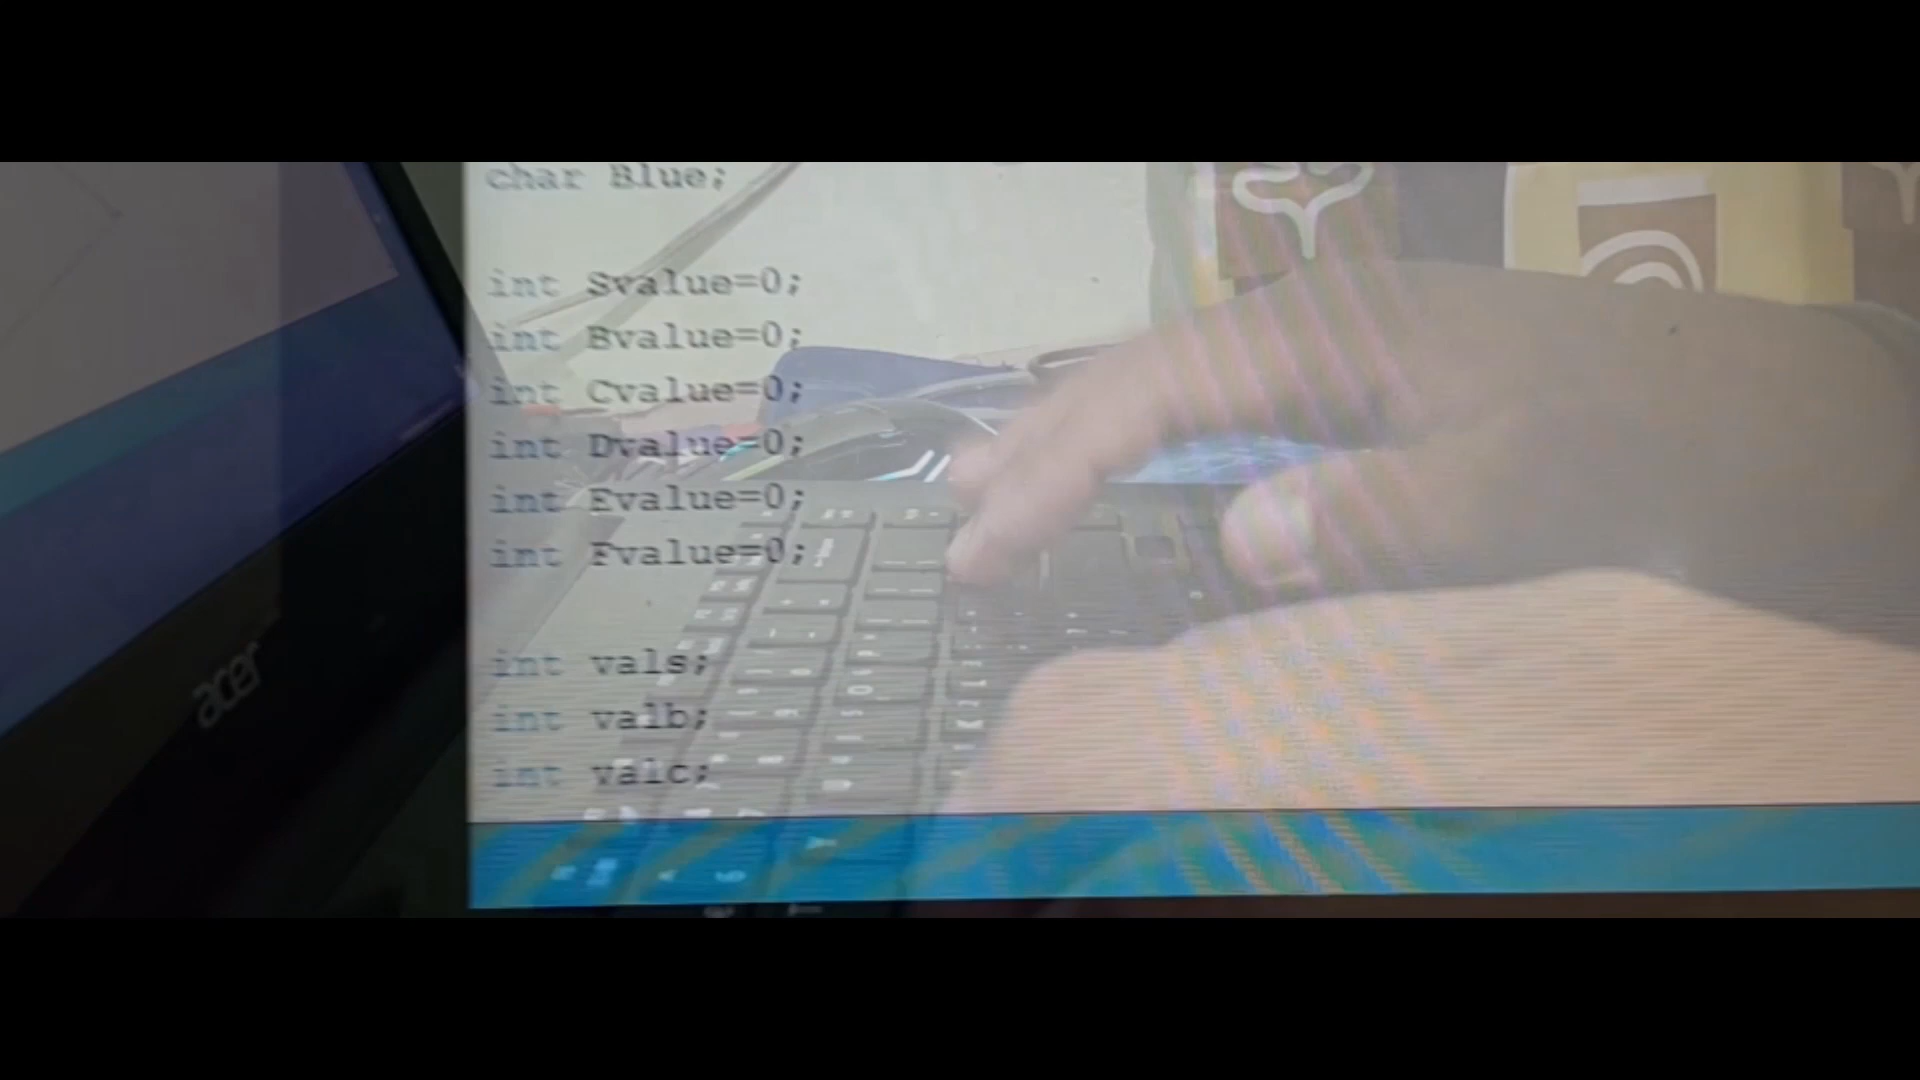 char Blue;
int Svalue=0;
int Bvalue=0;
int Cvalue=0;
int Dvalue=0;
int Evalue=0;
int Fvalue=0;
int vals;
int valb;
int valc;
acer